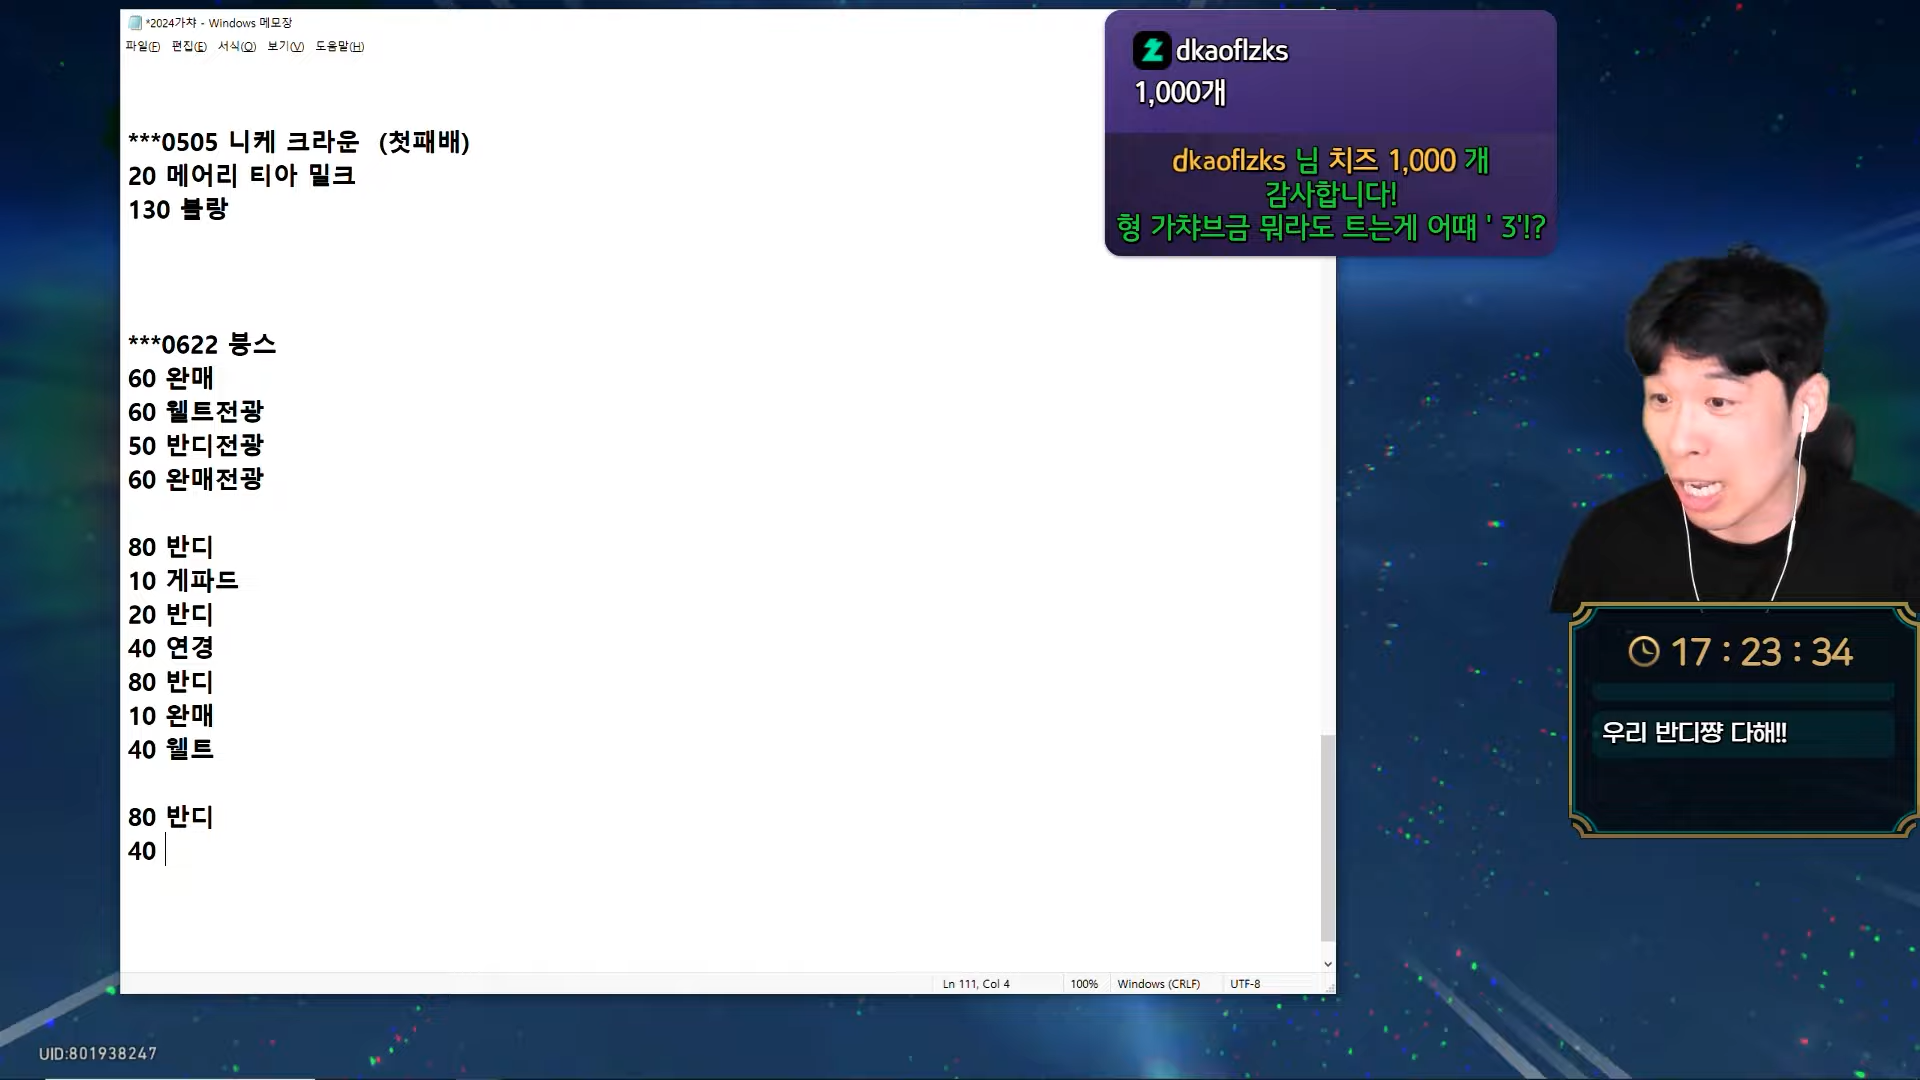 *2024가챠 - Windows 메모장
파일(F) 편집(E) 서식(O) 보기(V) 도움말(H)
***0505 니케 크라운 (첫패배)
20 메어리 티아 밀크
130 블랑
***0622 붕스
60 완매
60 웰트전광
50 반디전광
60 완매전광
80 반디
10 게파드
20 반디
40 연경
80 반디
10 완매
40 웰트
80 반디
40
Ln 111, Col 4 100% Windows (CRLF) UTF-8
dkaoflzks
1,000개
dkaoflzks 님 치즈 1,000 개
감사합니다!
형 가챠브금 뭐라도 트는게 어때 ' 3'!?
17 : 23 : 34
우리 반디쨩 다해!!
UID:801938247